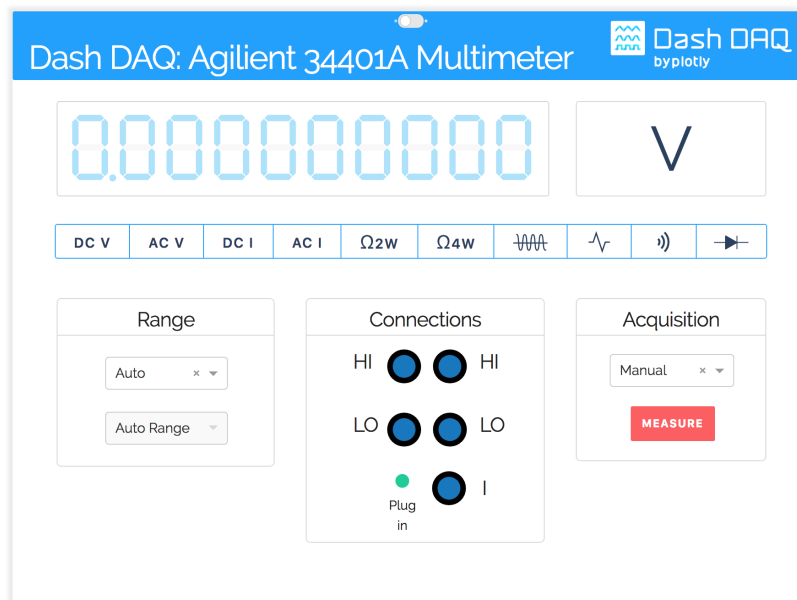 Dash DAQ: Agilient 34401A Multimeter
Dash DAQ
by plotly
0.000000000
V
DC V AC V DC I AC I Ω2W Ω4W
Range
Auto
Auto Range
Connections
HI HI
LO LO
I
Plug
in
Acquisition
Manual
MEASURE